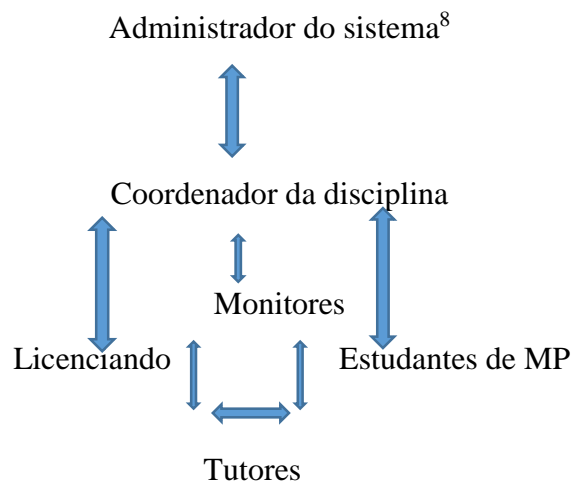 Administrador do sistema⁸
Coordenador da disciplina
Monitores
Licenciando
Estudantes de MP
Tutores